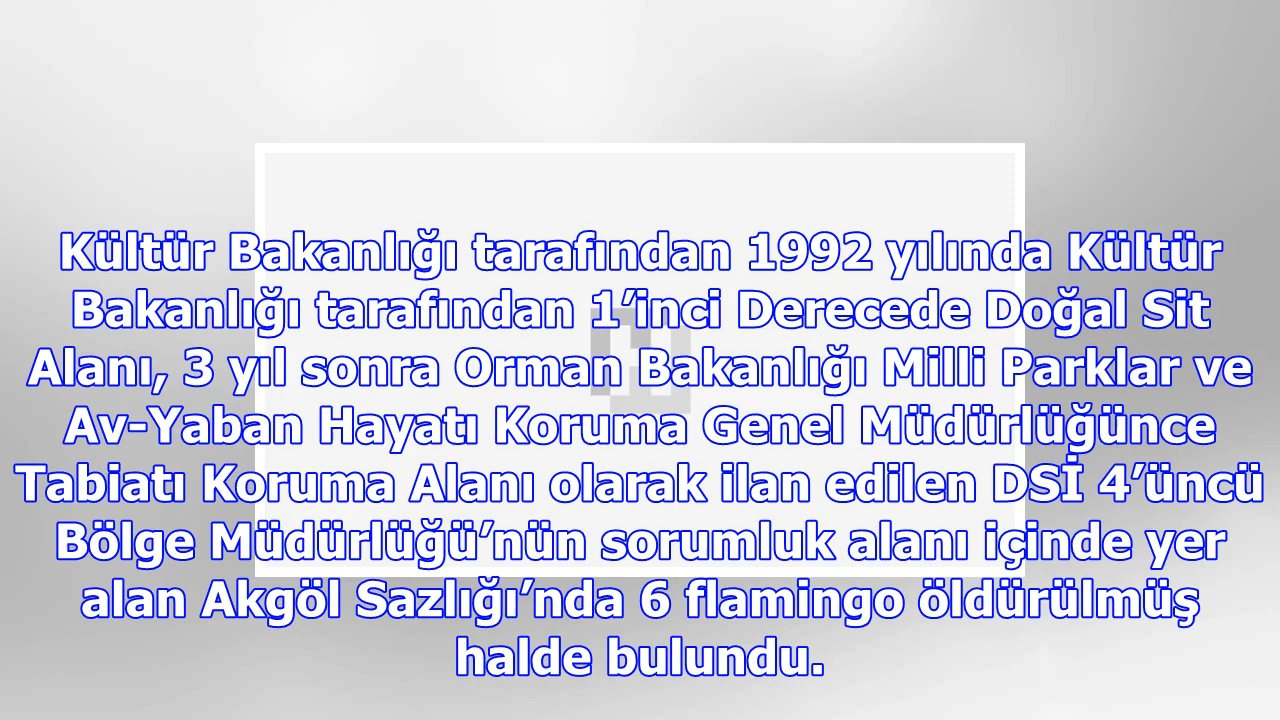 Kültür Bakanlığı tarafından 1992 yılında Kültür
Bakanlığı tarafından 1’inci Derecede Doğal Sit
Alanı, 3 yıl sonra Orman Bakanlığı Milli Parklar ve
Av-Yaban Hayatı Koruma Genel Müdürlüğünce
Tabiatı Koruma Alanı olarak ilan edilen DSİ 4’üncü
Bölge Müdürlüğü’nün sorumluk alanı içinde yer
alan Akgöl Sazlığı’nda 6 flamingo öldürülmüş
halde bulundu.